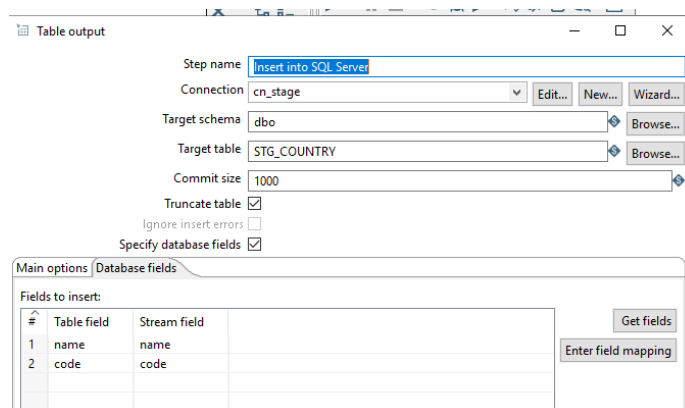 Table output
Step name Insert into SQL Server
Connection cn_stage Edit... New... Wizard...
Target schema dbo Browse...
Target table STG_COUNTRY Browse...
Commit size 1000
Truncate table
Ignore insert errors
Specify database fields
Main options Database fields
Fields to insert:
# Table field Stream field Get fields
1 name name
Enter field mapping
2 code code